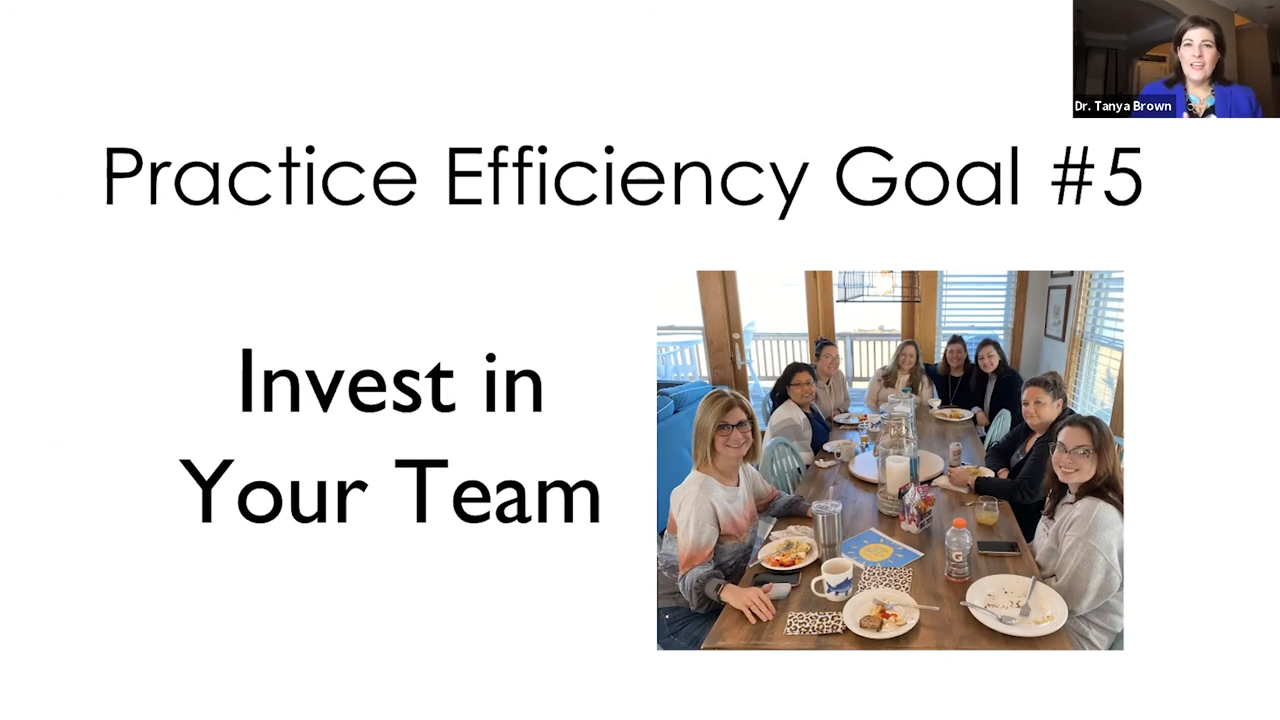 Dr. Tanya Brown
Practice Efficiency Goal #5
Invest in
Your Team
G